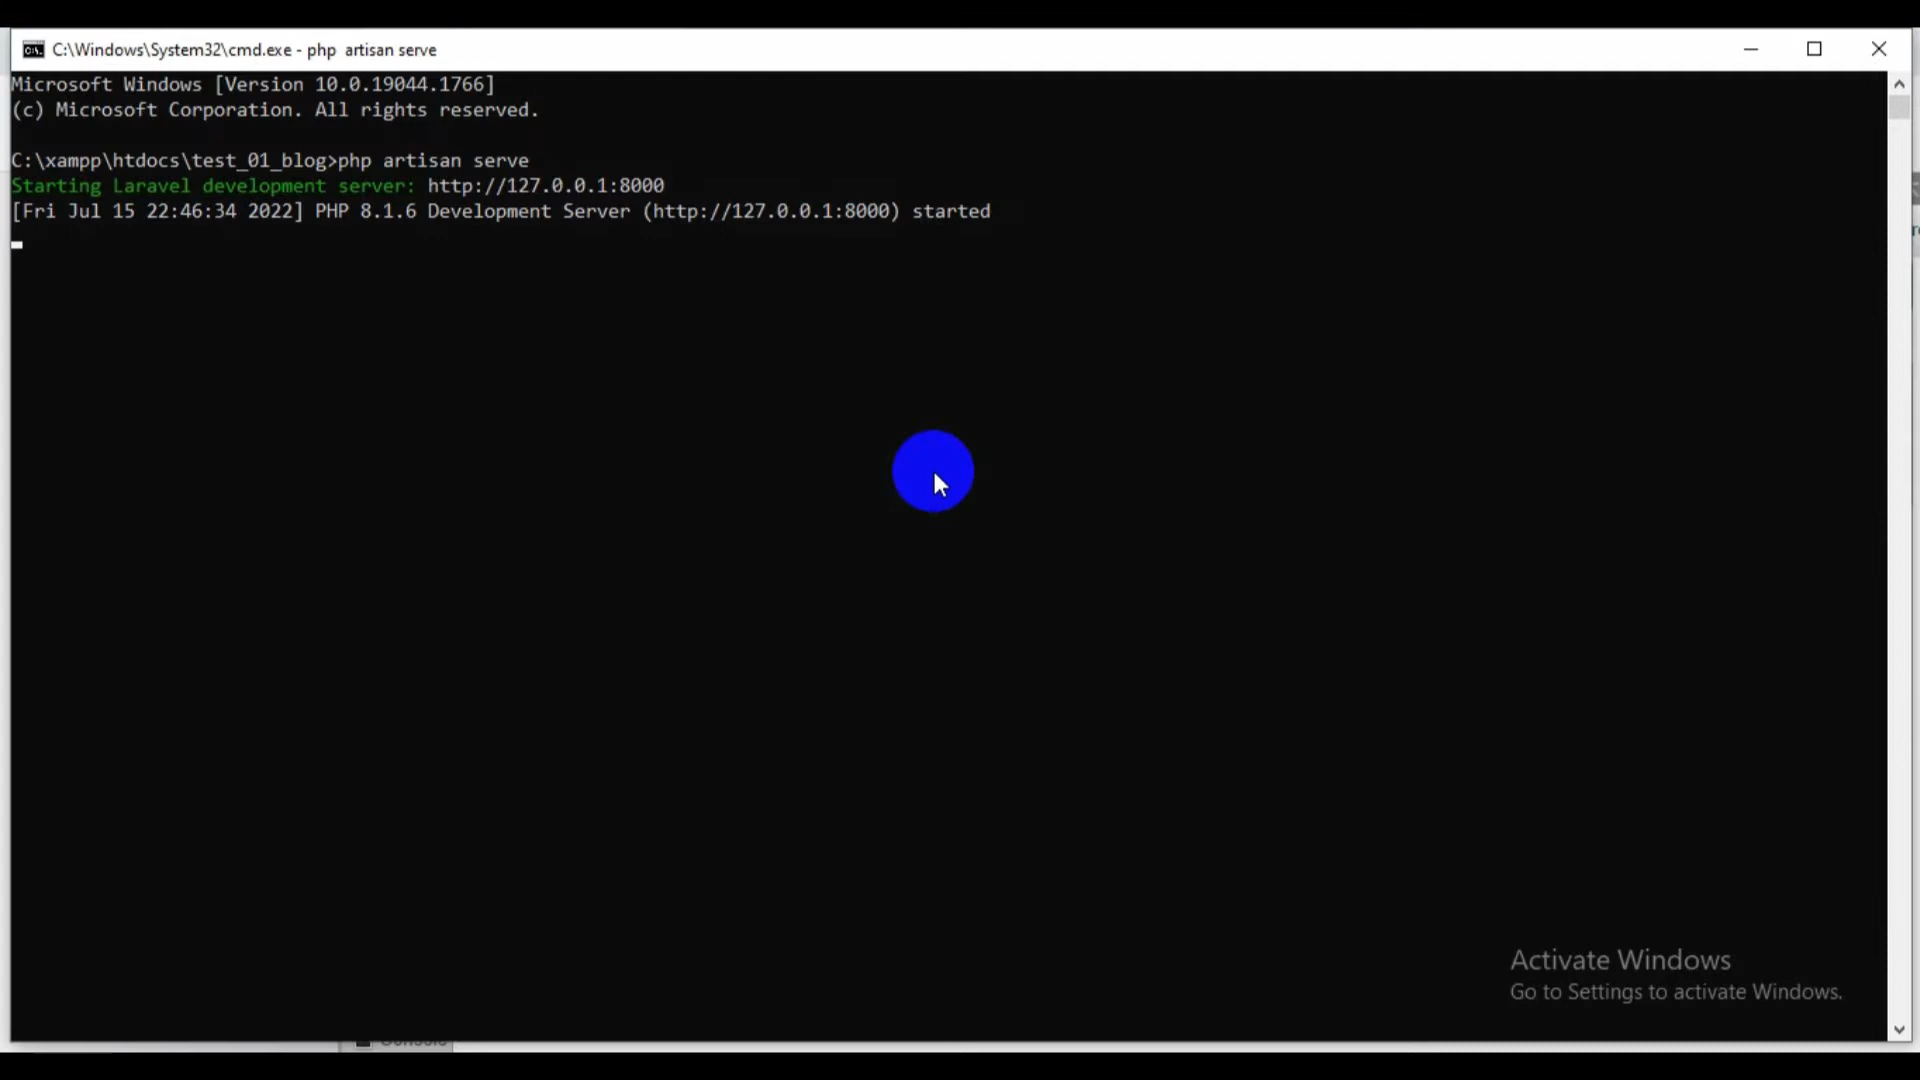 C:\Windows\System32\cmd.exe - php  artisan serve
Microsoft Windows [Version 10.0.19044.1766]
(c) Microsoft Corporation. All rights reserved.
C:\xampp\htdocs\test_01_blog>php artisan serve
Starting Laravel development server: http://127.0.0.1:8000
[Fri Jul 15 22:46:34 2022] PHP 8.1.6 Development Server (http://127.0.0.1:8000) started
Activate Windows
Go to Settings to activate Windows.
Console